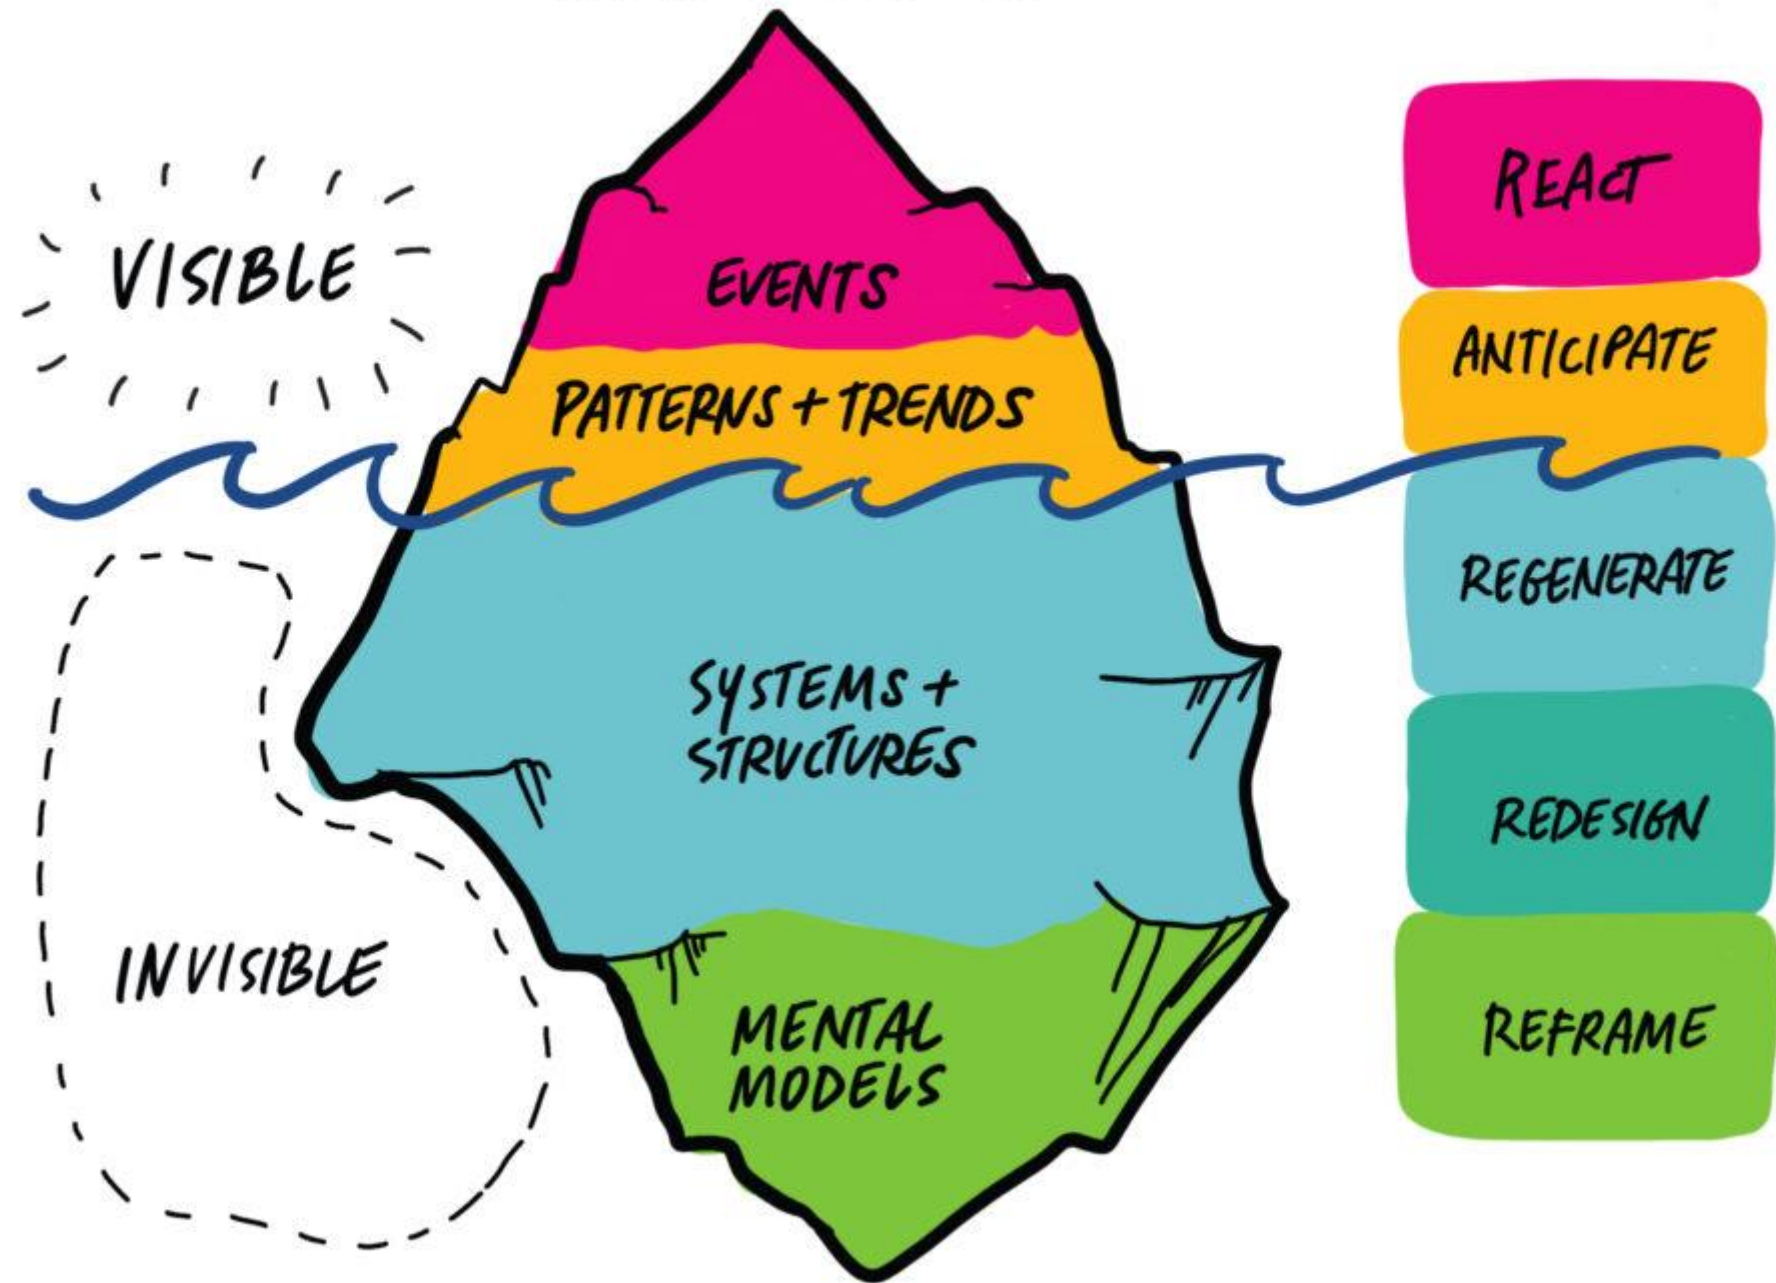 VISIBLE
EVENTS
PATTERNS + TRENDS
SYSTEMS +
STRUCTURES
INVISIBLE
MENTAL
MODELS
REACT
ANTICIPATE
REGENERATE
REDESIGN
REFRAME